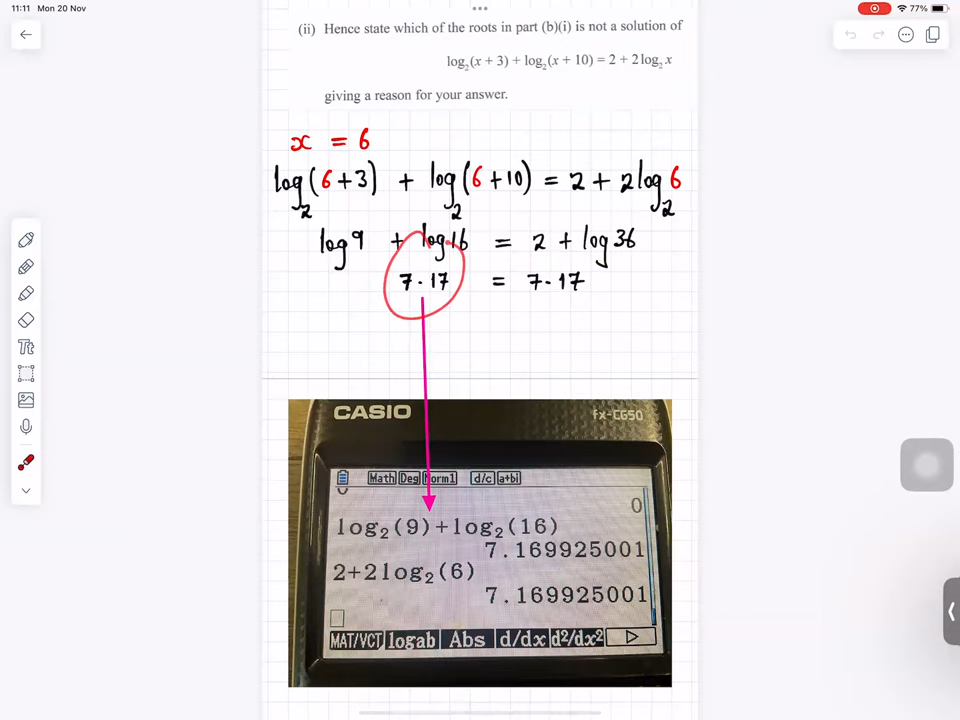 11:11 Mon 20 Nov
77%
(ii) Hence state which of the roots in part (b)(i) is not a solution of
log₂(x + 3) + log₂(x + 10) = 2 + 2log₂ x
giving a reason for your answer.
x = 6
log₂(6+3) + log₂(6+10) = 2 + 2log₂6
log9 + log16 = 2 + log36
7.17 = 7.17
Tt
CASIO
fx-CG50
Math Deg Norm1 d/c a+bi
0
log₂(9)+log₂(16)
7.169925001
2+2log₂(6)
7.169925001
MAT/VCT logab Abs d/dx d²/dx²